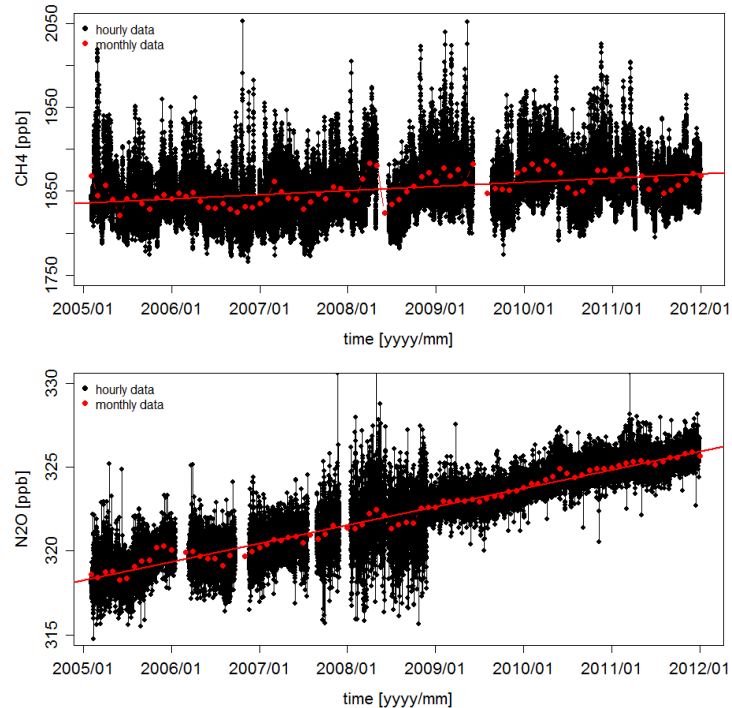 CH4 [ppb]
2050
1950
1850
1750
hourly data
monthly data
2005/01 2006/01 2007/01 2008/01 2009/01 2010/01 2011/01 2012/01
time [yyyy/mm]
N2O [ppb]
330
325
320
315
hourly data
monthly data
2005/01 2006/01 2007/01 2008/01 2009/01 2010/01 2011/01 2012/01
time [yyyy/mm]